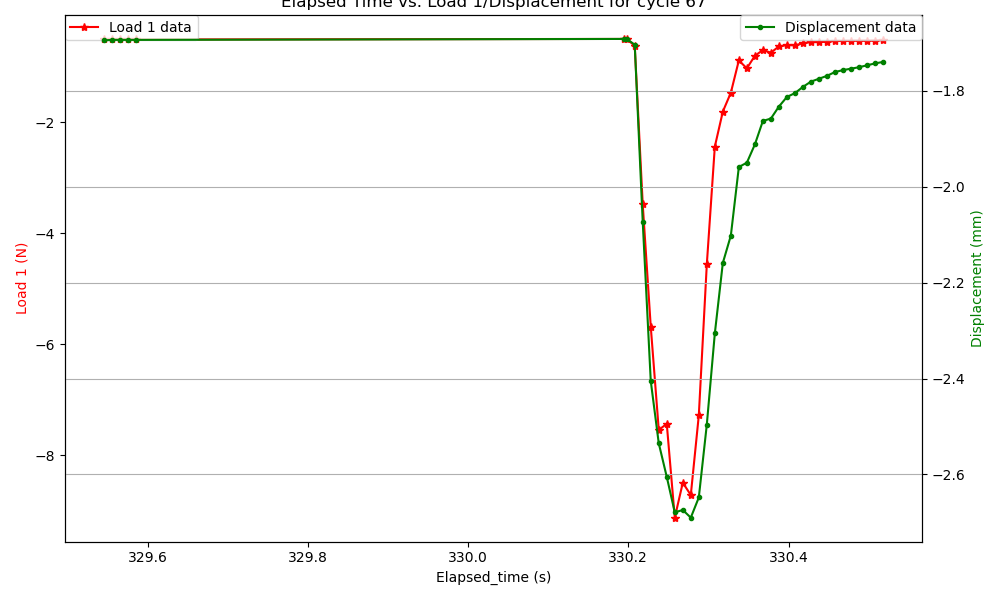 Elapsed Time vs. Load 1/Displacement for cycle 67
Load 1 data
Displacement data
−2
−4
−6
−8
Load 1 (N)
−1.8
−2.0
−2.2
−2.4
−2.6
Displacement (mm)
329.6 329.8 330.0 330.2 330.4
Elapsed_time (s)